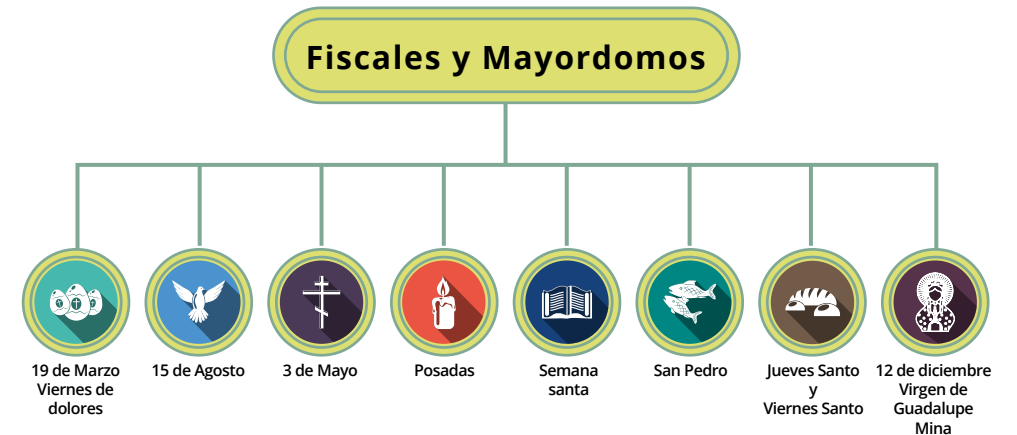 Fiscales y Mayordomos
19 de Marzo
Viernes de
dolores
15 de Agosto
3 de Mayo
Posadas
Semana
santa
San Pedro
Jueves Santo
y
Viernes Santo
12 de diciembre
Virgen de
Guadalupe
Mina